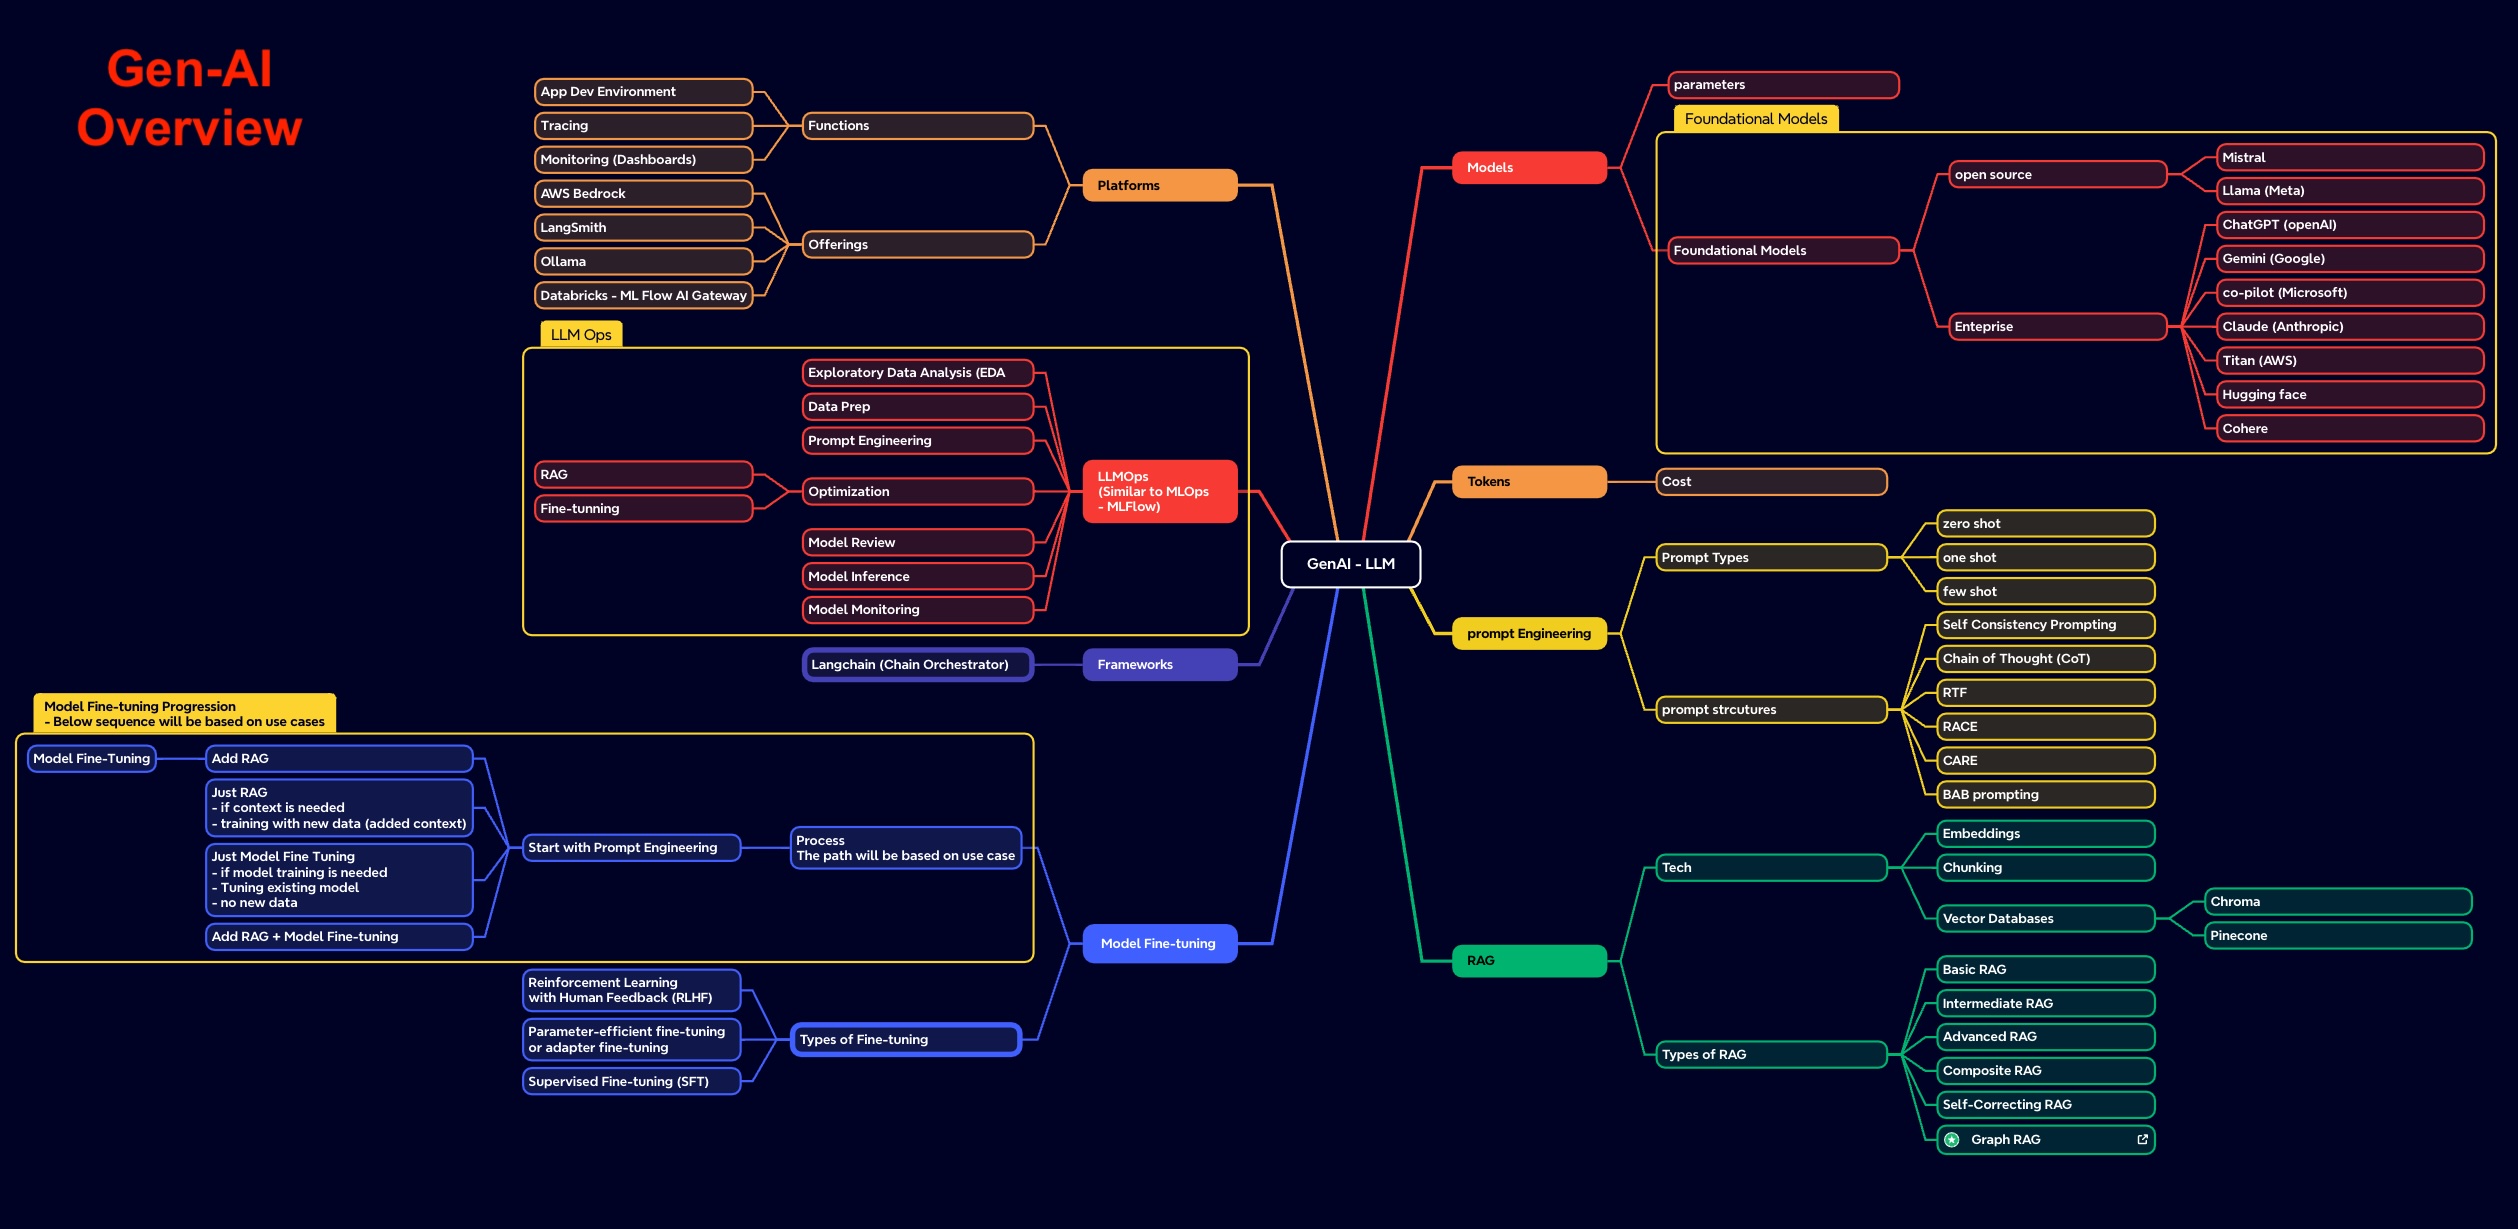 Gen-AI
Overview
App Dev Environment
Tracing
Monitoring (Dashboards)
Functions
AWS Bedrock
LangSmith
Ollama
Databricks - ML Flow AI Gateway
Offerings
Platforms
LLM Ops
Exploratory Data Analysis (EDA
Data Prep
Prompt Engineering
RAG
Fine-tunning
Optimization
Model Review
Model Inference
Model Monitoring
LLMOps
(Similar to MLOps
- MLFlow)
Langchain (Chain Orchestrator)
Frameworks
Model Fine-tuning Progression
- Below sequence will be based on use cases
Model Fine-Tuning
Add RAG
Just RAG
- if context is needed
- training with new data (added context)
Just Model Fine Tuning
- if model training is needed
- Tuning existing model
- no new data
Add RAG + Model Fine-tuning
Start with Prompt Engineering
Process
The path will be based on use case
Model Fine-tuning
Reinforcement Learning
with Human Feedback (RLHF)
Parameter-efficient fine-tuning
or adapter fine-tuning
Supervised Fine-tuning (SFT)
Types of Fine-tuning
GenAI - LLM
Models
parameters
Foundational Models
Foundational Models
open source
Mistral
Llama (Meta)
Enteprise
ChatGPT (openAI)
Gemini (Google)
co-pilot (Microsoft)
Claude (Anthropic)
Titan (AWS)
Hugging face
Cohere
Tokens
Cost
prompt Engineering
Prompt Types
zero shot
one shot
few shot
prompt strcutures
Self Consistency Prompting
Chain of Thought (CoT)
RTF
RACE
CARE
BAB prompting
RAG
Tech
Embeddings
Chunking
Vector Databases
Chroma
Pinecone
Types of RAG
Basic RAG
Intermediate RAG
Advanced RAG
Composite RAG
Self-Correcting RAG
Graph RAG